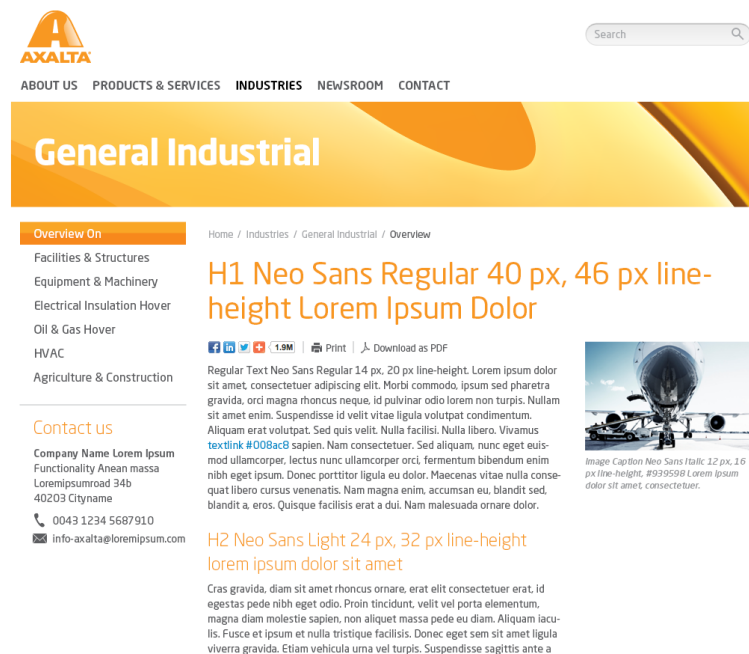 AXALTA
Search
ABOUT US PRODUCTS & SERVICES INDUSTRIES NEWSROOM CONTACT
General Industrial
Overview On
Facilities & Structures
Equipment & Machinery
Electrical Insulation Hover
Oil & Gas Hover
HVAC
Agriculture & Construction
Contact us
Company Name Lorem Ipsum
Functionality Anean massa
Loremipsumroad 34b
40203 Cityname
0043 1234 5687910
info-axalta@loremipsum.com
Home / Industries / General Industrial / Overview
H1 Neo Sans Regular 40 px, 46 px line-
height Lorem Ipsum Dolor
1.9M Print Download as PDF
Regular Text Neo Sans Regular 14 px, 20 px line-height. Lorem ipsum dolor
sit amet, consectetuer adipiscing elit. Morbi commodo, ipsum sed pharetra
gravida, orci magna rhoncus neque, id pulvinar odio lorem non turpis. Nullam
sit amet enim. Suspendisse id velit vitae ligula volutpat condimentum.
Aliquam erat volutpat. Sed quis velit. Nulla facilisi. Nulla libero. Vivamus
textlink #008ac8 sapien. Nam consectetuer. Sed aliquam, nunc eget euis-
mod ullamcorper, lectus nunc ullamcorper orci, fermentum bibendum enim
nibh eget ipsum. Donec porttitor ligula eu dolor. Maecenas vitae nulla conse-
quat libero cursus venenatis. Nam magna enim, accumsan eu, blandit sed,
blandit a, eros. Quisque facilisis erat a dui. Nam malesuada ornare dolor.
H2 Neo Sans Light 24 px, 32 px line-height
lorem ipsum dolor sit amet
Cras gravida, diam sit amet rhoncus ornare, erat elit consectetuer erat, id
egestas pede nibh eget odio. Proin tincidunt, velit vel porta elementum,
magna diam molestie sapien, non aliquet massa pede eu diam. Aliquam iacu-
lis. Fusce et ipsum et nulla tristique facilisis. Donec eget sem sit amet ligula
viverra gravida. Etiam vehicula urna vel turpis. Suspendisse sagittis ante a
Image Caption Neo Sans Italic 12 px, 16
px line-height, #939598 Lorem ipsum
dolor sit amet, consectetuer.